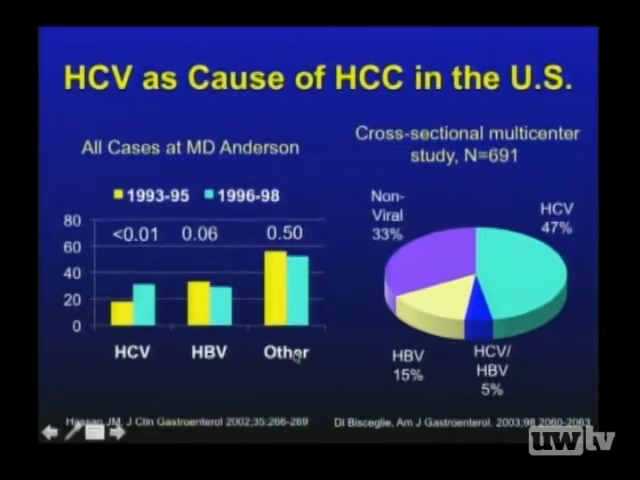 HCV as Cause of HCC in the U.S.
All Cases at MD Anderson
1993-95 1996-98
80
60
40
20
0
<0.01 0.06 0.50
HCV HBV Other
Hassan JM, J Clin Gastroenterol 2002;35:266-269
Cross-sectional multicenter
study, N=691
Non-
Viral
33%
HCV
47%
HBV
15%
HCV/
HBV
5%
Di Bisceglie, Am J Gastroenterol. 2003;98 2060-2063
uwtv